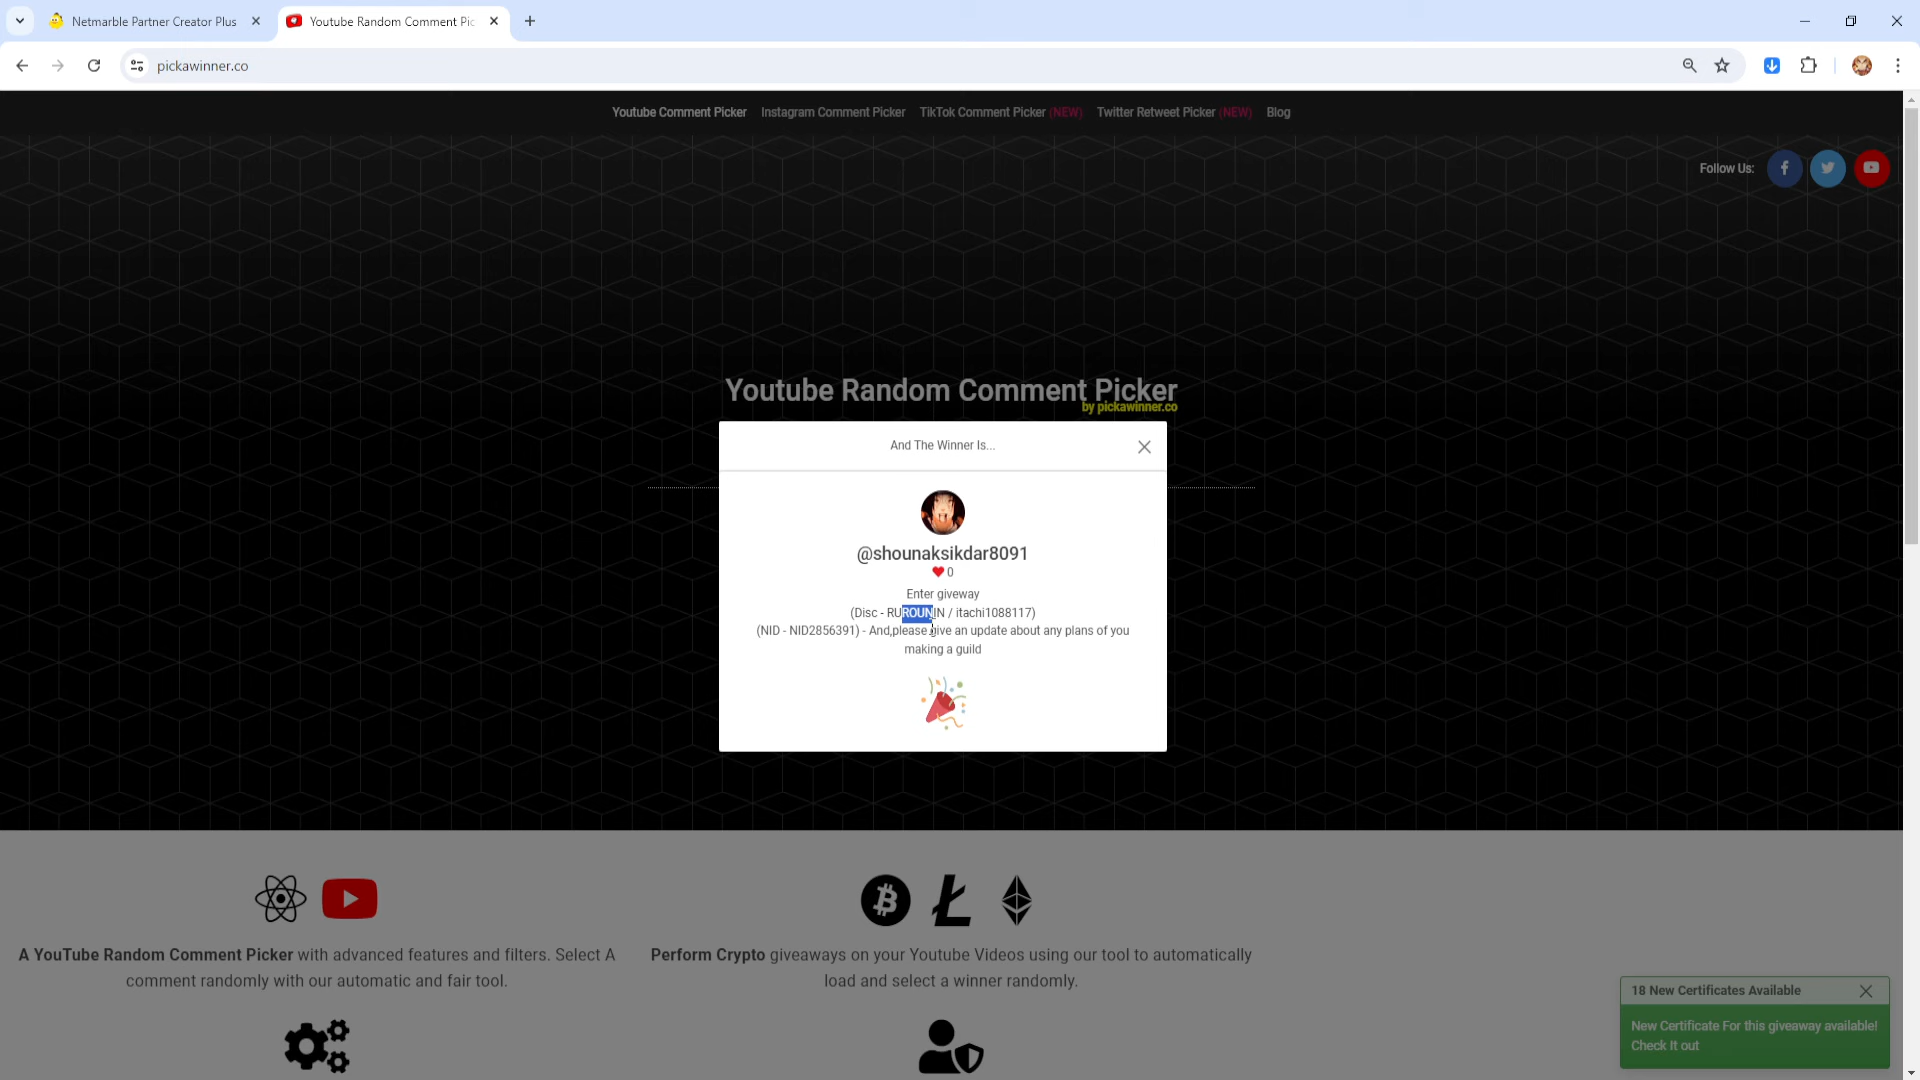 Netmarble Partner Creator Plus
Youtube Random Comment Pic
pickawinner.co
Youtube Comment Picker
Instagram Comment Picker
TikTok Comment Picker (NEW)
Twitter Retweet Picker (NEW)
Blog
Follow Us:
Youtube Random Comment Picker
by pickawinner.co
And The Winner Is...
@shounaksikdar8091
0
Enter giveway
(Disc - RUROUNIN / itachi1088117)
(NID - NID2856391) - And,please give an update about any plans of you
making a guild
A YouTube Random Comment Picker with advanced features and filters. Select A
comment randomly with our automatic and fair tool.
Perform Crypto giveaways on your Youtube Videos using our tool to automatically
load and select a winner randomly.
18 New Certificates Available
New Certificate For this giveaway available!
Check It out